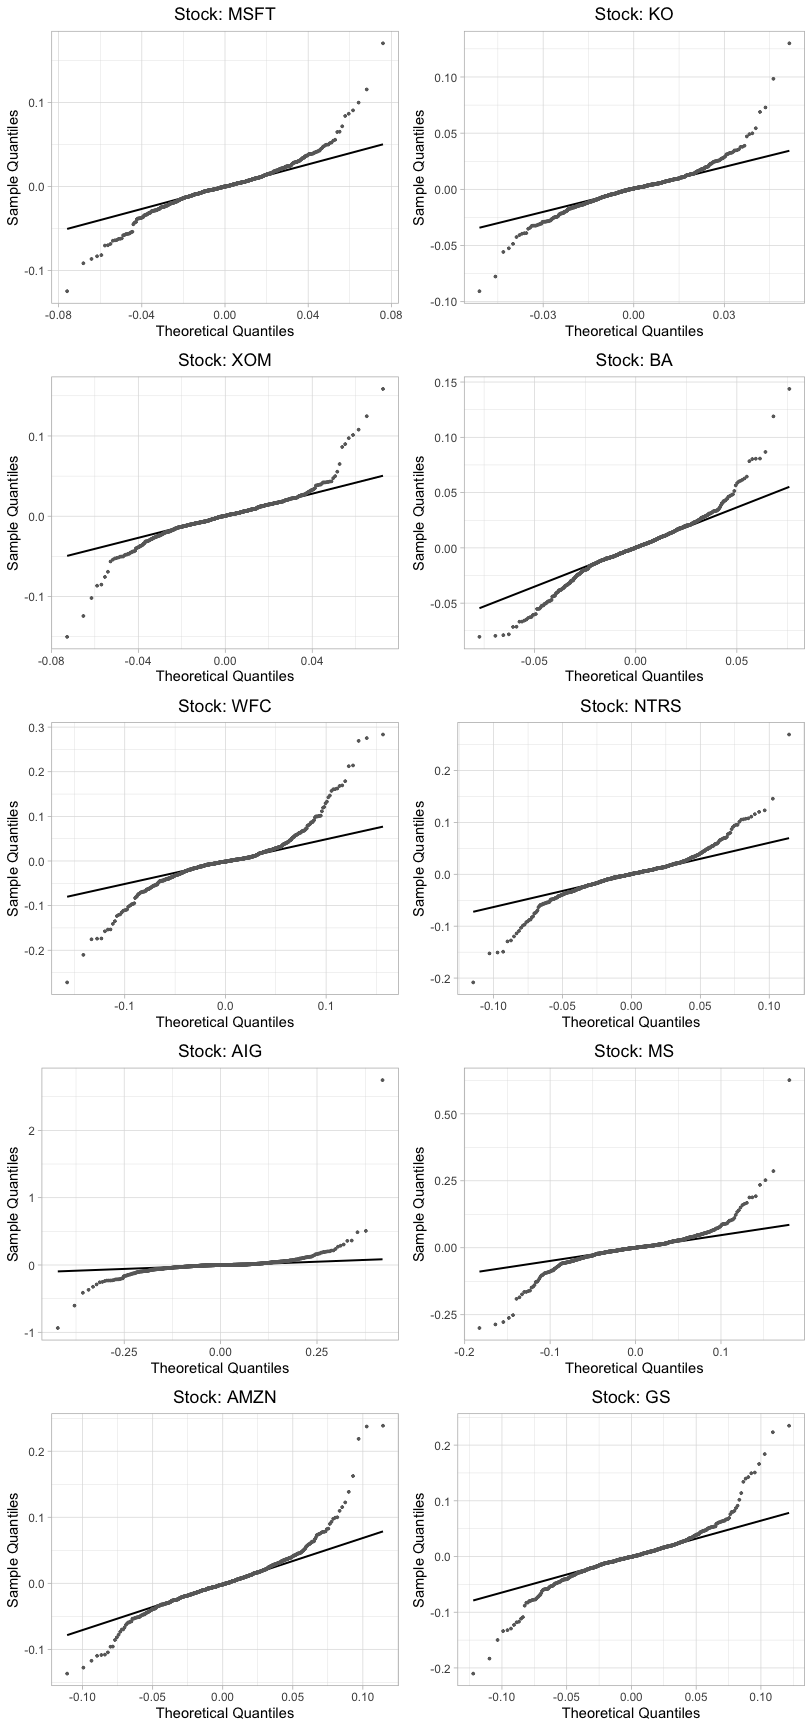 Stock: MSFT
Sample Quantiles
0.1
0.0
-0.1
-0.08
-0.04
0.00
0.04
0.08
Theoretical Quantiles
Stock: KO
Sample Quantiles
0.10
0.05
0.00
-0.05
-0.10
-0.03
0.00
0.03
Theoretical Quantiles
Stock: XOM
Sample Quantiles
0.1
0.0
-0.1
-0.08
-0.04
0.00
0.04
Theoretical Quantiles
Stock: BA
Sample Quantiles
0.15
0.10
0.05
0.00
-0.05
-0.05
0.00
0.05
Theoretical Quantiles
Stock: WFC
Sample Quantiles
0.3
0.2
0.1
0.0
-0.1
-0.2
-0.1
0.0
0.1
Theoretical Quantiles
Stock: NTRS
Sample Quantiles
0.2
0.1
0.0
-0.1
-0.2
-0.10
-0.05
0.00
0.05
0.10
Theoretical Quantiles
Stock: AIG
Sample Quantiles
2
1
0
-1
-0.25
0.00
0.25
Theoretical Quantiles
Stock: MS
Sample Quantiles
0.50
0.25
0.00
-0.25
-0.2
-0.1
0.0
0.1
Theoretical Quantiles
Stock: AMZN
Sample Quantiles
0.2
0.1
0.0
-0.1
-0.10
-0.05
0.00
0.05
0.10
Theoretical Quantiles
Stock: GS
Sample Quantiles
0.2
0.1
0.0
-0.1
-0.2
-0.10
-0.05
0.00
0.05
0.10
Theoretical Quantiles